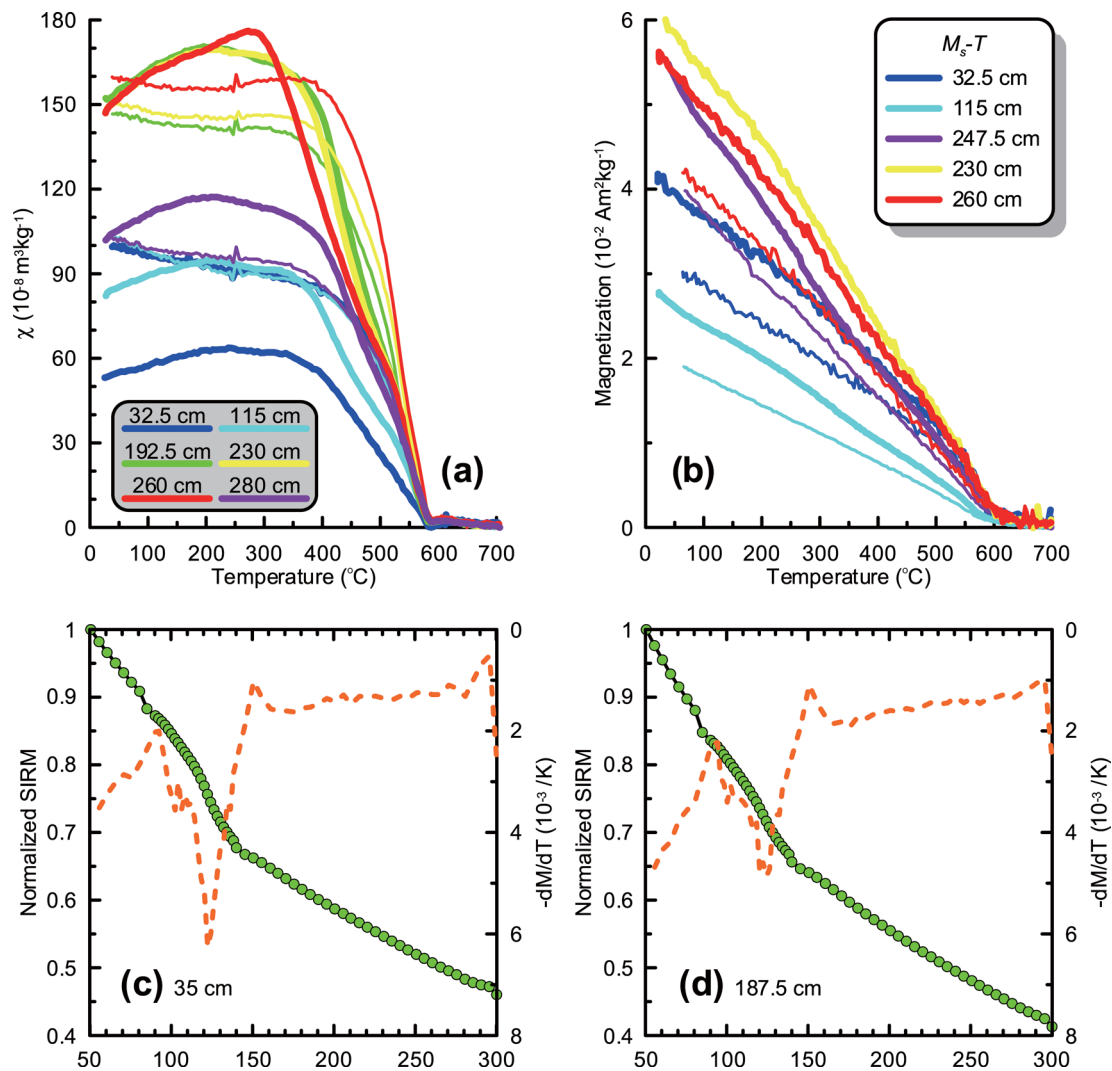 180
150
120
90
60
30
0
χ (10⁻⁸ m³kg⁻¹)
32.5 cm 115 cm
192.5 cm 230 cm
260 cm 280 cm
(a)
0 100 200 300 400 500 600 700
Temperature (°C)
6
4
2
0
Magnetization (10⁻² Am²kg⁻¹)
Mₛ-T
32.5 cm
115 cm
247.5 cm
230 cm
260 cm
(b)
0 100 200 300 400 500 600 700
Temperature (°C)
1
0.9
0.8
0.7
0.6
0.5
0.4
Normalized SIRM
(c) 35 cm
0
2
4
6
8
-dM/dT (10⁻³ /K)
50 100 150 200 250 300
1
0.9
0.8
0.7
0.6
0.5
0.4
Normalized SIRM
(d) 187.5 cm
0
2
4
6
8
-dM/dT (10⁻³ /K)
50 100 150 200 250 300